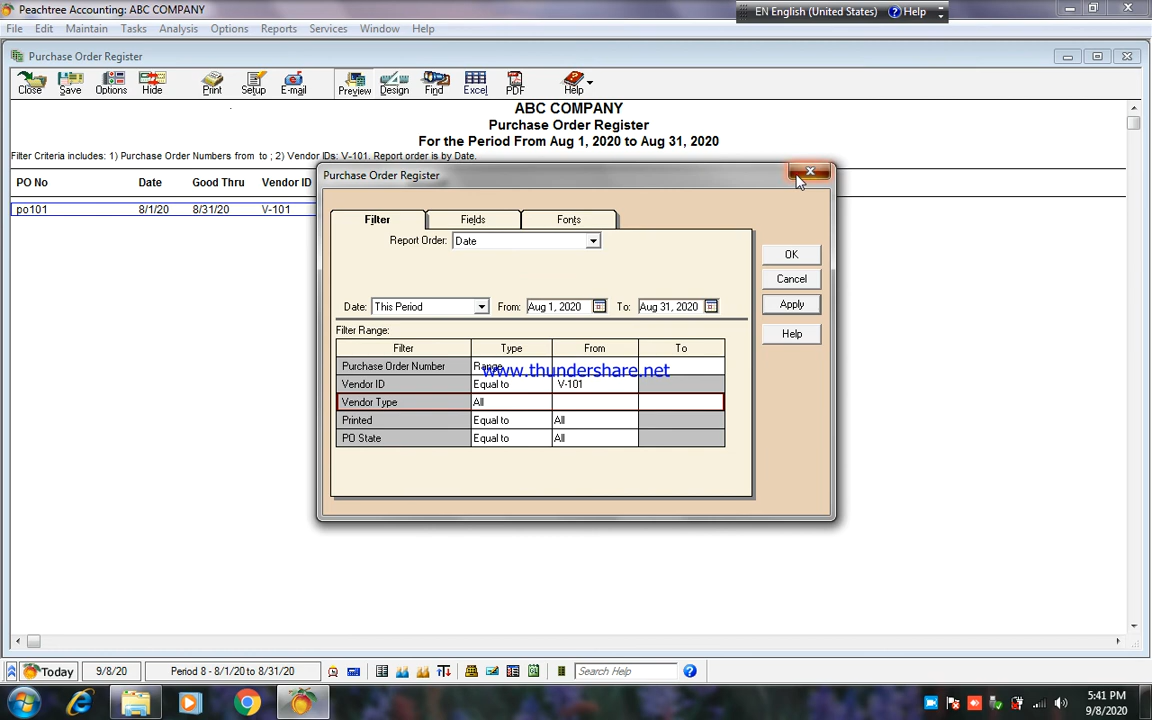 Peachtree Accounting: ABC COMPANY
EN English (United States) Help
File Edit Maintain Tasks Analysis Options Reports Services Window Help
Purchase Order Register
Close Save Options Hide Print Setup E-mail Preview Design Find Excel PDF Help
ABC COMPANY
Purchase Order Register
For the Period From Aug 1, 2020 to Aug 31, 2020
Filter Criteria includes: 1) Purchase Order Numbers from to ; 2) Vendor IDs: V-101. Report order is by Date.
PO No Date Good Thru Vendor ID
po101 8/1/20 8/31/20 V-101
Purchase Order Register
Filter Fields Fonts
Report Order: Date
OK
Cancel
Date: This Period From: Aug 1, 2020 To: Aug 31, 2020
Apply
Filter Range:
Help
Filter Type From To
Purchase Order Number Range
www.thundershare.net
Vendor ID Equal to V-101
Vendor Type All
Printed Equal to All
PO State Equal to All
Today 9/8/20 Period 8 - 8/1/20 to 8/31/20 Search Help
5:41 PM
9/8/2020